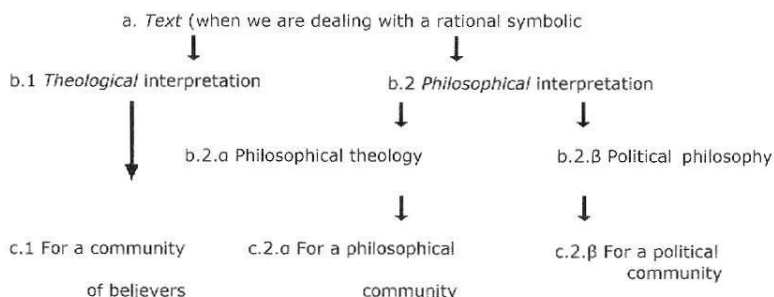 a. Text (when we are dealing with a rational symbolic
b.1 Theological interpretation
b.2 Philosophical interpretation
b.2.α Philosophical theology
b.2.β Political philosophy
c.1 For a community
of believers
c.2.α For a philosophical
community
c.2.β For a political
community